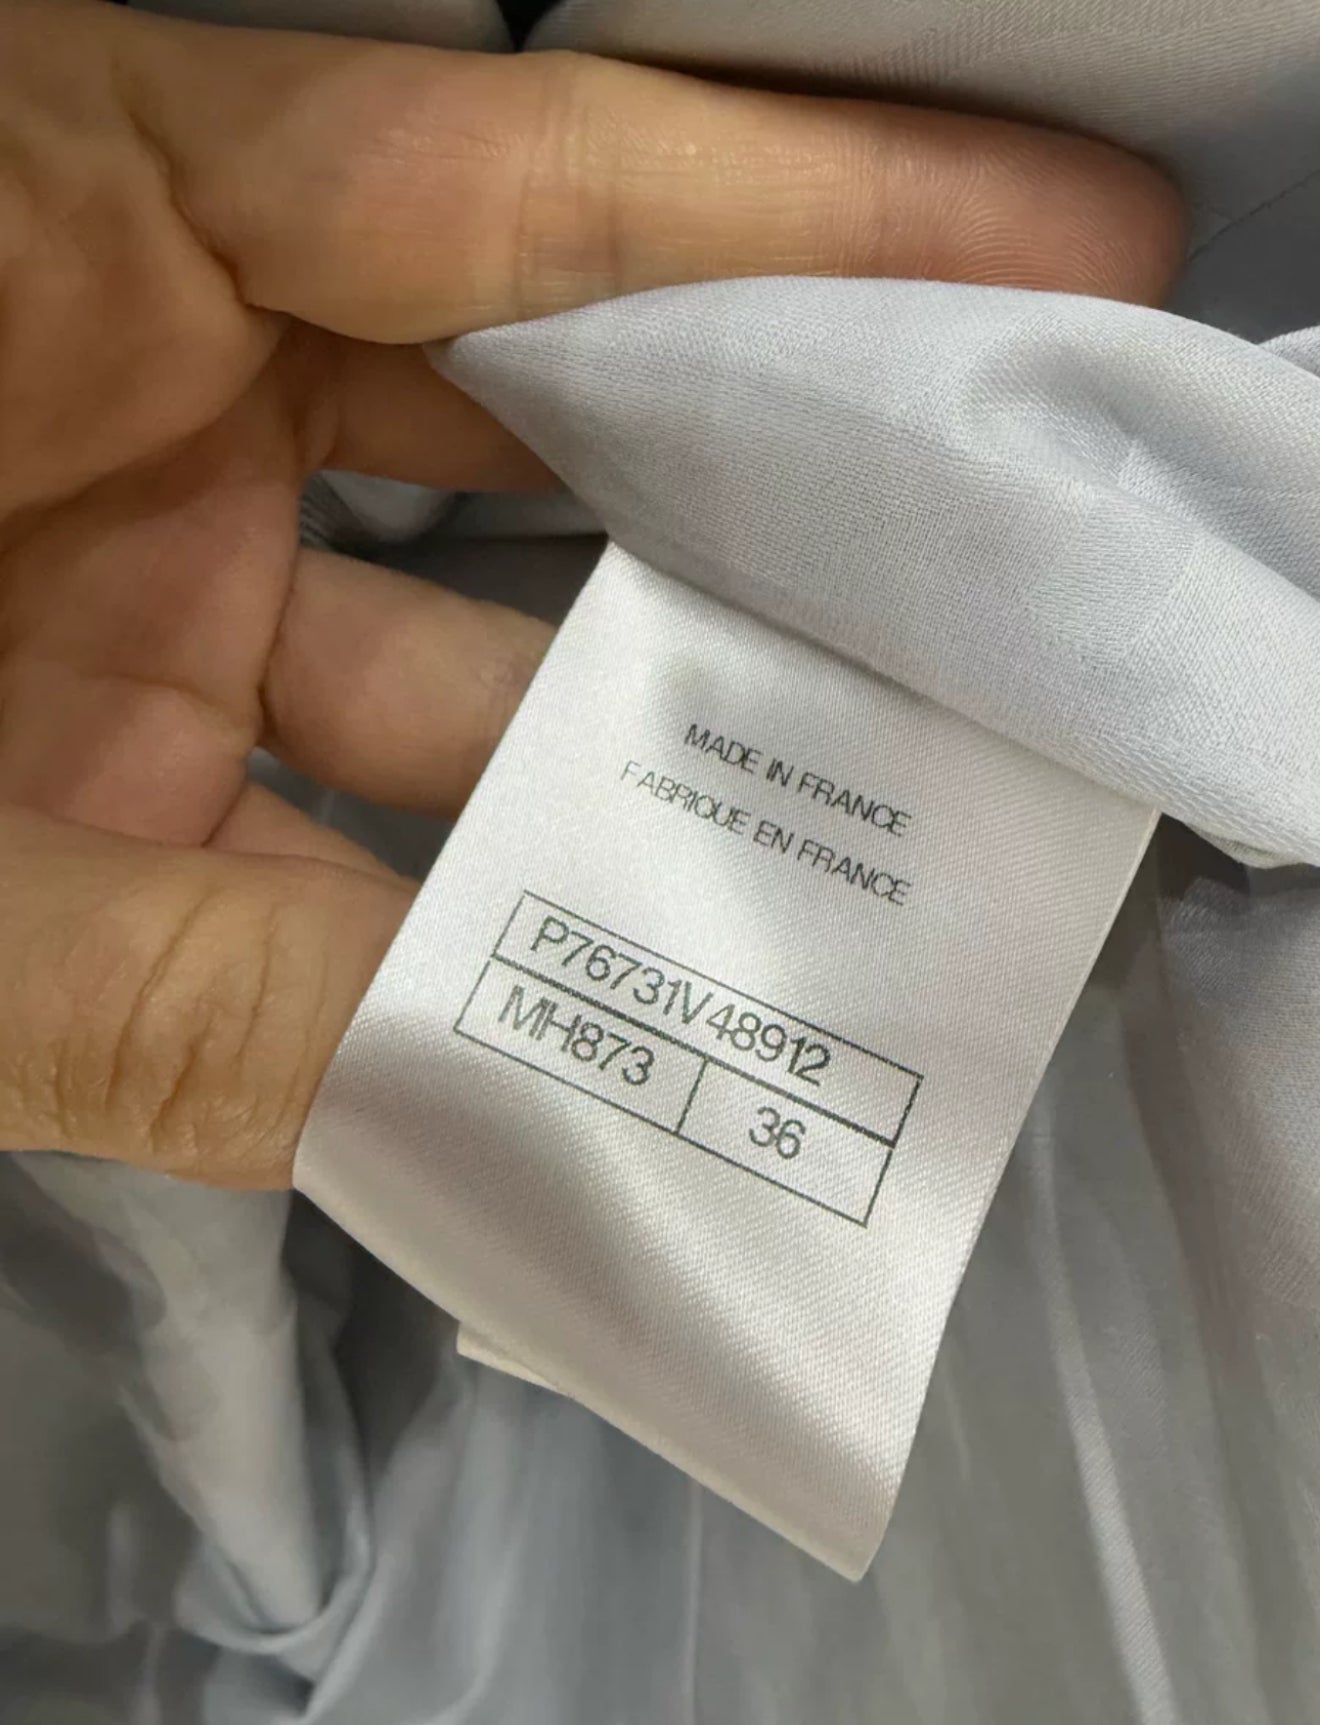 MADE IN FRANCE
FABRIQUE EN FRANCE
P76731V48912
MH873 36